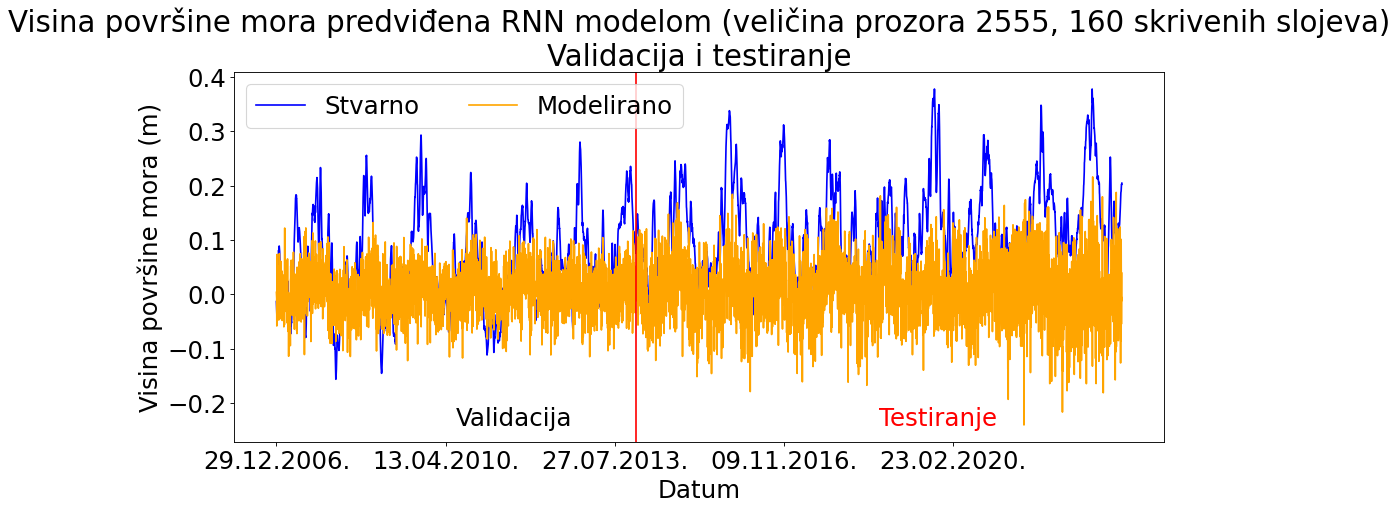 Visina površine mora predviđena RNN modelom (veličina prozora 2555, 160 skrivenih slojeva)
Validacija i testiranje
Stvarno Modelirano
Visina površine mora (m)
0.4
0.3
0.2
0.1
0.0
−0.1
−0.2
Validacija Testiranje
29.12.2006. 13.04.2010. 27.07.2013. 09.11.2016. 23.02.2020.
Datum